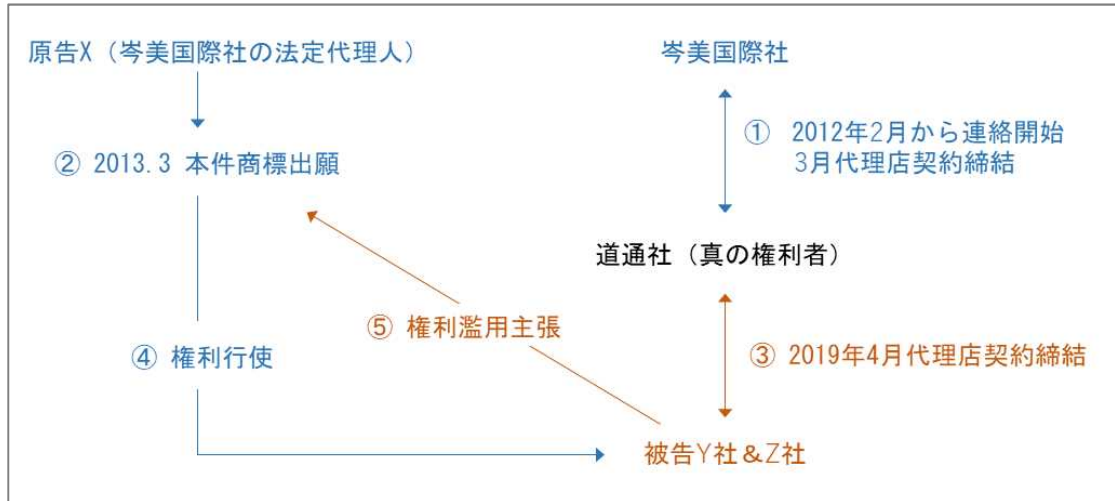 原告X（岑美国際社の法定代理人）
岑美国際社
① 2012年2月から連絡開始
3月代理店契約締結
② 2013.3 本件商標出願
道通社（真の権利者）
⑤ 権利濫用主張
④ 権利行使
③ 2019年4月代理店契約締結
被告Y社＆Z社